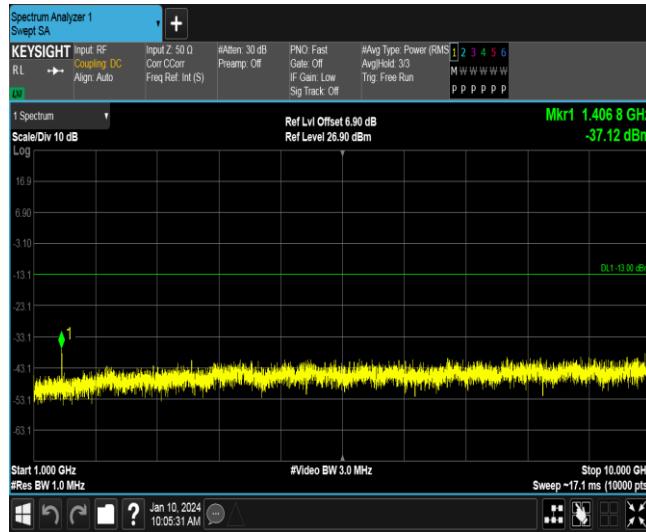 Spectrum Analyzer 1
Swept SA
KEYSIGHT Input: RF
RL Coupling: DC
Align: Auto
LXI
Input Z: 50 Ω
Corr CCorr
Freq Ref: Int (S)
#Atten: 30 dB
Preamp: Off
PNO: Fast
Gate: Off
IF Gain: Low
Sig Track: Off
#Avg Type: Power (RMS
Avg|Hold: 3/3
Trig: Free Run
1 2 3 4 5 6
M W W W W W
P P P P P P
1 Spectrum
Scale/Div 10 dB
Ref Lvl Offset 6.90 dB
Ref Level 26.90 dBm
Mkr1 1.406 8 GHz
-37.12 dBm
Log
16.9
6.90
-3.10
-13.1
DL1 -13.00 dBm
-23.1
-33.1
1
-43.1
-53.1
-63.1
Start 1.000 GHz
#Video BW 3.0 MHz
Stop 10.000 GHz
#Res BW 1.0 MHz
Sweep ~17.1 ms (10000 pts
?
Jan 10, 2024
10:05:31 AM